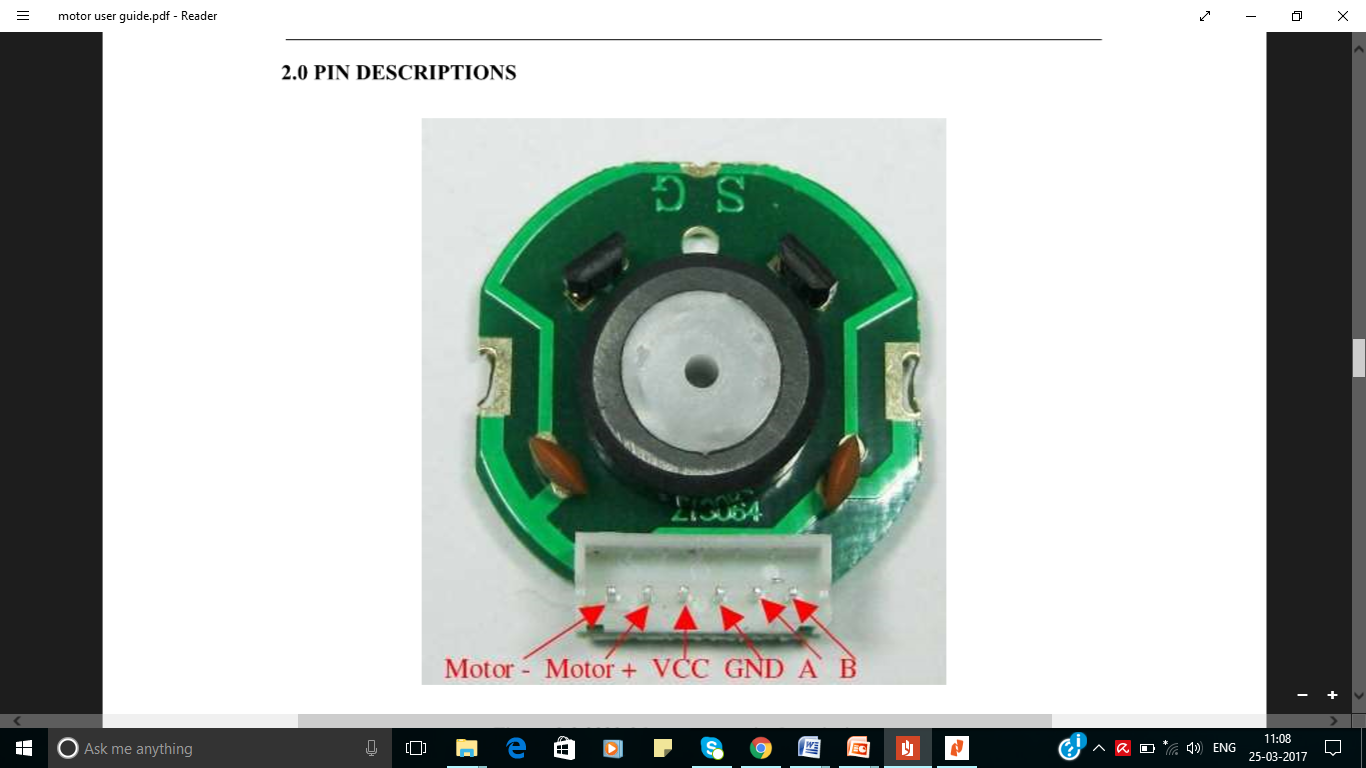 motor user guide.pdf - Reader
2.0 PIN DESCRIPTIONS
S G
Motor - Motor + VCC GND A B
Ask me anything
ENG
11:08
25-03-2017